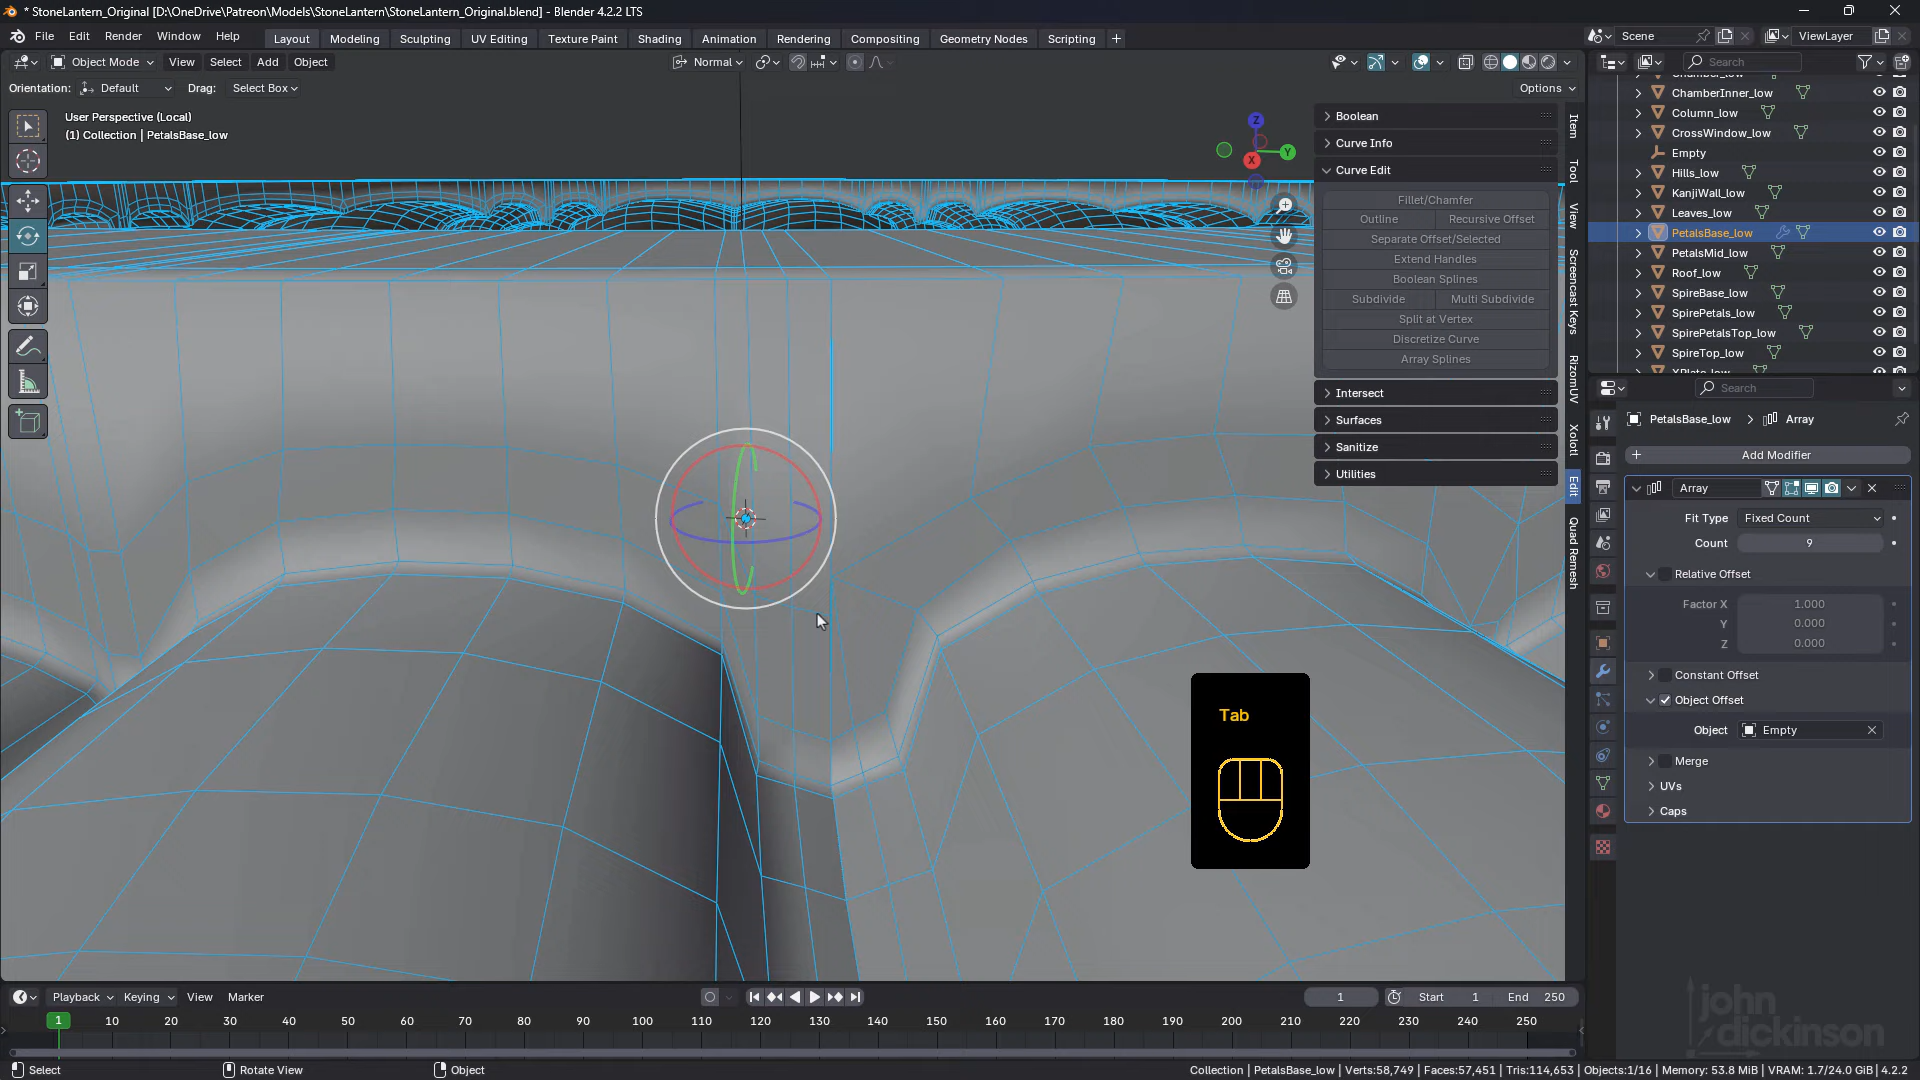 * StoneLantern_Original [D:\OneDrive\Patreon\Models\StoneLantern\StoneLantern_Original.blend] - Blender 4.2.2 LTS
File Edit Render Window Help Layout Modeling Sculpting UV Editing Texture Paint Shading Animation Rendering Compositing Geometry Nodes Scripting + Scene ViewLayer
Object Mode View Select Add Object Normal Search
Orientation: Default Drag: Select Box Options
User Perspective (Local)
(1) Collection | PetalsBase_low
Z
Y
X
Boolean
Curve Info
Curve Edit
Fillet/Chamfer
Outline Recursive Offset
Separate Offset/Selected
Extend Handles
Boolean Splines
Subdivide Multi Subdivide
Split at Vertex
Discretize Curve
Array Splines
Intersect
Surfaces
Sanitize
Utilities
Item
Tool
View
Screencast Keys
RizomUV
Xolotl
Edit
Quad Remesh
Chamber_low
ChamberInner_low
Column_low
CrossWindow_low
Empty
Hills_low
KanjiWall_low
Leaves_low
PetalsBase_low
PetalsMid_low
Roof_low
SpireBase_low
SpirePetals_low
SpirePetalsTop_low
SpireTop_low
XPlate_low
Search
PetalsBase_low > Array
+ Add Modifier
Array
Fit Type Fixed Count
Count 9
Relative Offset
Factor X 1.000
Y 0.000
Z 0.000
Constant Offset
Object Offset
Object Empty
Merge
UVs
Caps
Tab
Playback Keying View Marker 1 Start 1 End 250
1 10 20 30 40 50 60 70 80 90 100 110 120 130 140 150 160 170 180 190 200 210 220 230 240 250
john
dickinson
Select Rotate View Object Collection | PetalsBase_low | Verts:58,749 | Faces:57,451 | Tris:114,653 | Objects:1/16 | Memory: 53.8 MiB | VRAM: 1.7/24.0 GiB | 4.2.2